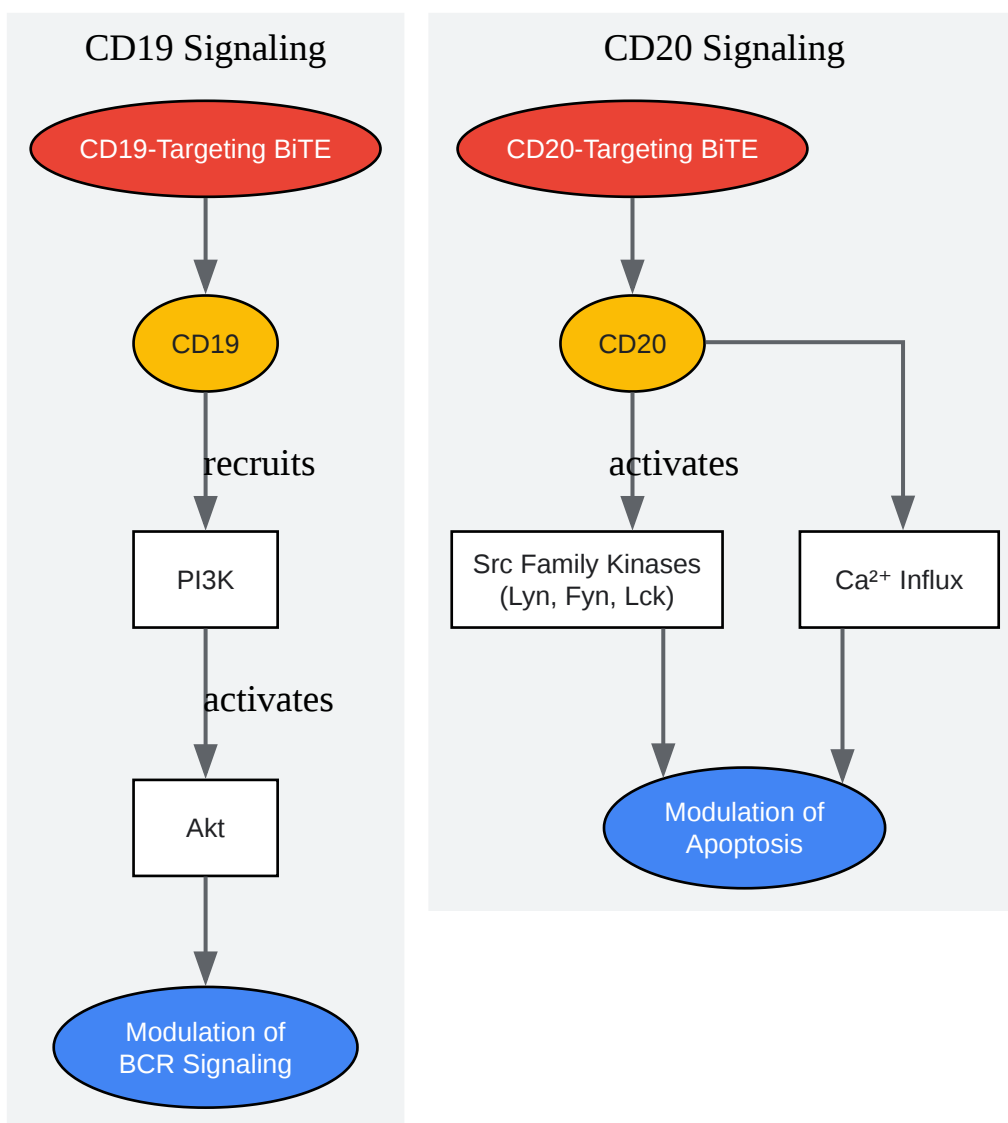 CD19 Signaling
CD19-Targeting BiTE
CD19
recruits
PI3K
activates
Akt
Modulation of
BCR Signaling
CD20 Signaling
CD20-Targeting BiTE
CD20
activates
Src Family Kinases
(Lyn, Fyn, Lck)
Ca²⁺ Influx
Modulation of
Apoptosis